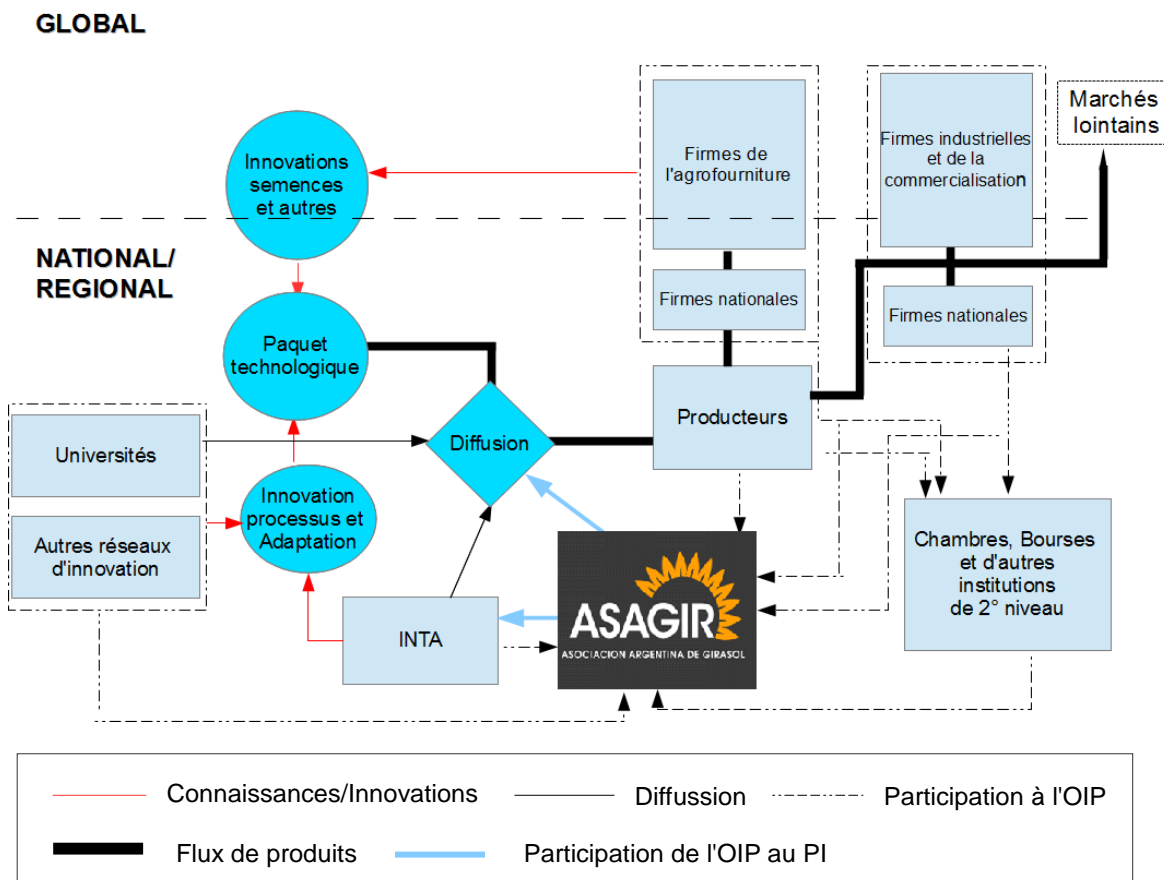 GLOBAL
Innovations
semences
et autres
Firmes de
l'agrofourniture
Firmes industrielles
et de la
commercialisation
Marchés
lointains
NATIONAL/
REGIONAL
Firmes nationales
Firmes nationales
Paquet
technologique
Producteurs
Universités
Diffusion
Innovation
processus et
Adaptation
Autres réseaux
d'innovation
INTA
ASAGIR
ASOCIACION ARGENTINA DE GIRASOL
Chambres, Bourses
et d'autres
institutions
de 2° niveau
Connaissances/Innovations
Diffussion
Participation à l'OIP
Flux de produits
Participation de l'OIP au PI